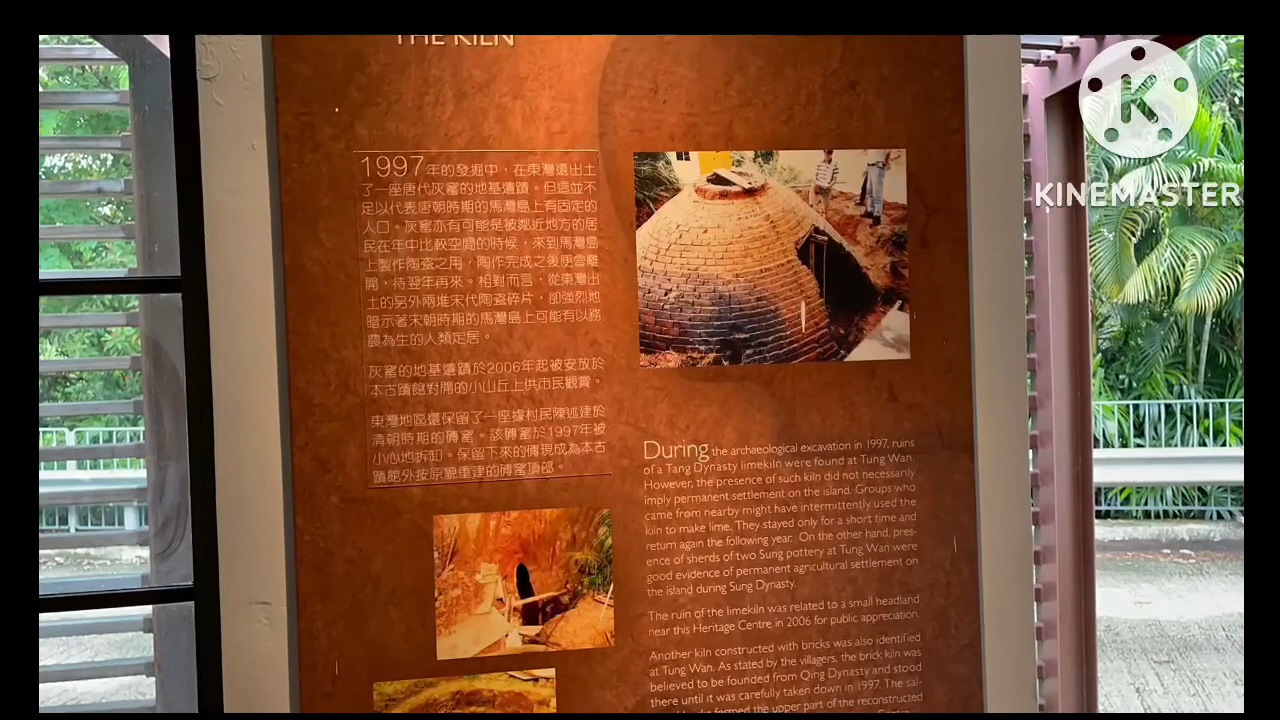 THE KILN
1997年的發掘中，在東灣還出土
了一座唐代灰窰的地基遺蹟。但這並不
足以代表唐朝時期的馬灣島上有固定的
人口。灰窰亦有可能是被鄰近地方的居
民在年中比較空閒的時候，來到馬灣島
上製作陶瓷之用，陶作完成之後便會離
開，待翌年再來。相對而言，從東灣出
土的另外兩堆宋代陶瓷碎片，卻強烈地
暗示著宋朝時期的馬灣島上可能有以務
農為生的人類定居。
灰窰的地基遺蹟於2006年起被安放於
本古蹟館對開的小山丘上供市民觀賞。
東灣地區還保留了一座據村民陳述建於
清朝時期的磚窰。該磚窰於1997年被
小心地拆卸。保留下來的磚現成為本古
蹟館外按原貌重建的磚窰頂部。
During the archaeological excavation in 1997, ruins
of a Tang Dynasty limekiln were found at Tung Wan.
However, the presence of such kiln did not necessarily
imply permanent settlement on the island. Groups who
came from nearby might have intermittently used the
kiln to make lime. They stayed only for a short time and
return again the following year. On the other hand, pres-
ence of sherds of two Sung pottery at Tung Wan were
good evidence of permanent agricultural settlement on
the island during Sung Dynasty.
The ruin of the limekiln was related to a small headland
near this Heritage Centre in 2006 for public appreciation.
Another kiln constructed with bricks was also identified
at Tung Wan. As stated by the villagers, the brick kiln was
believed to be founded from Qing Dynasty and stood
there until it was carefully taken down in 1997. The sal-
formed the upper part of the reconstructed
KINEMASTER